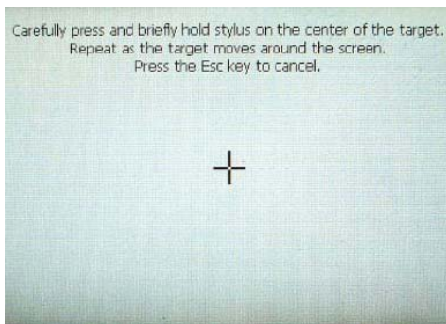 Carefully press and briefly hold stylus on the center of the target.
Repeat as the target moves around the screen.
Press the Esc key to cancel.